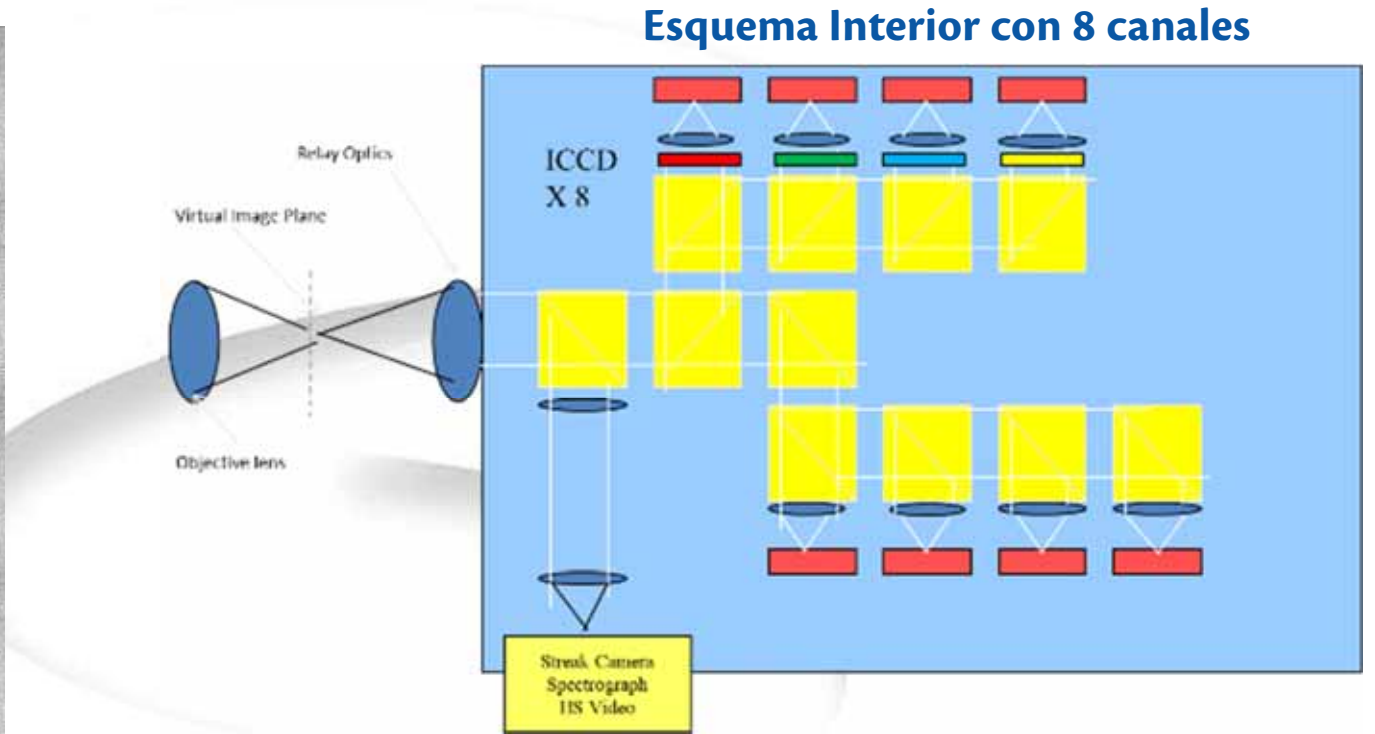 Esquema Interior con 8 canales
Relay Optics
Virtual Image Plane
Objective lens
ICCD
X 8
Streak Camera
Spectrograph
HS Video